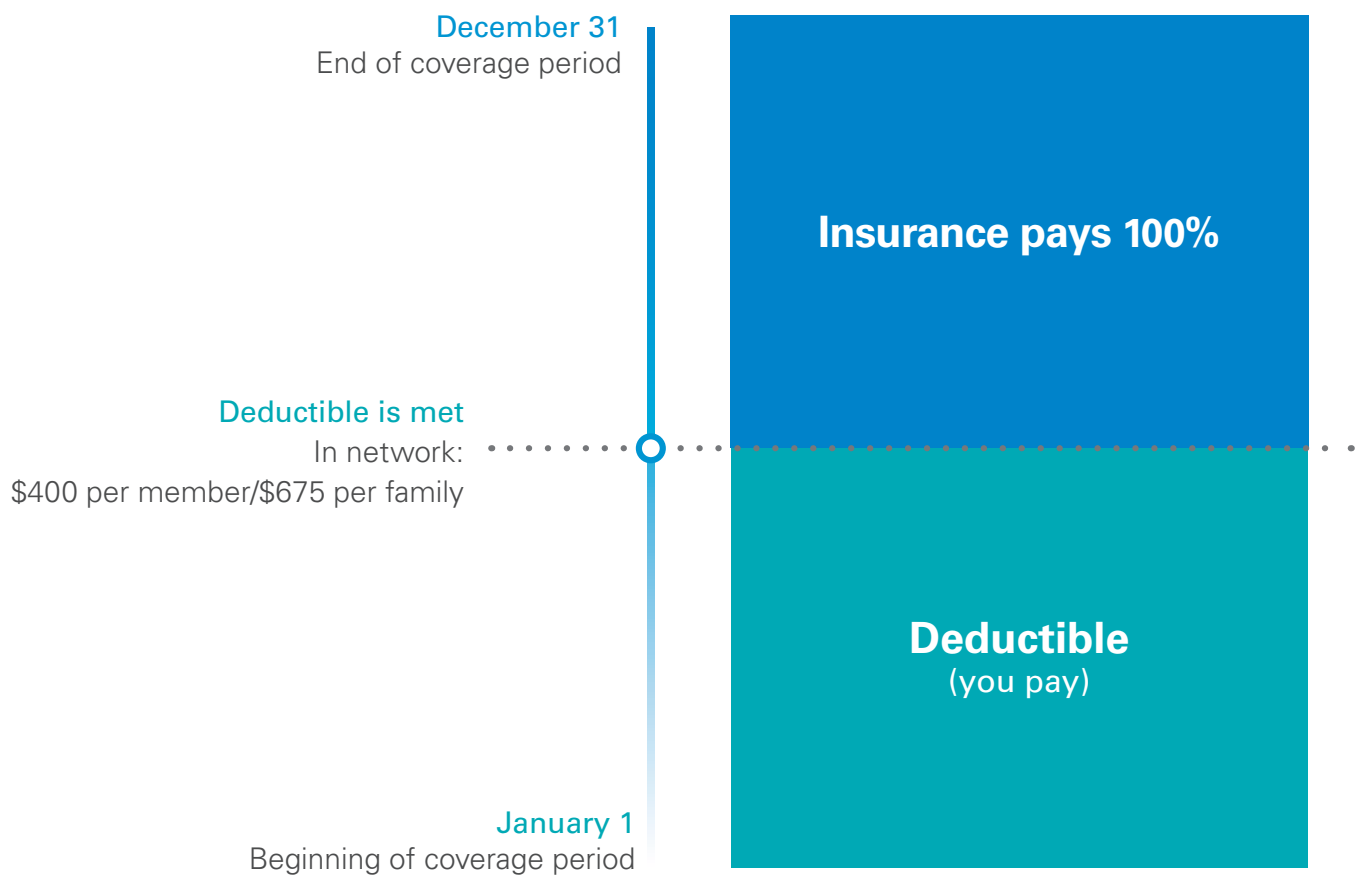 December 31
End of coverage period
Insurance pays 100%
Deductible is met
In network:
$400 per member/$675 per family
Deductible
(you pay)
January 1
Beginning of coverage period